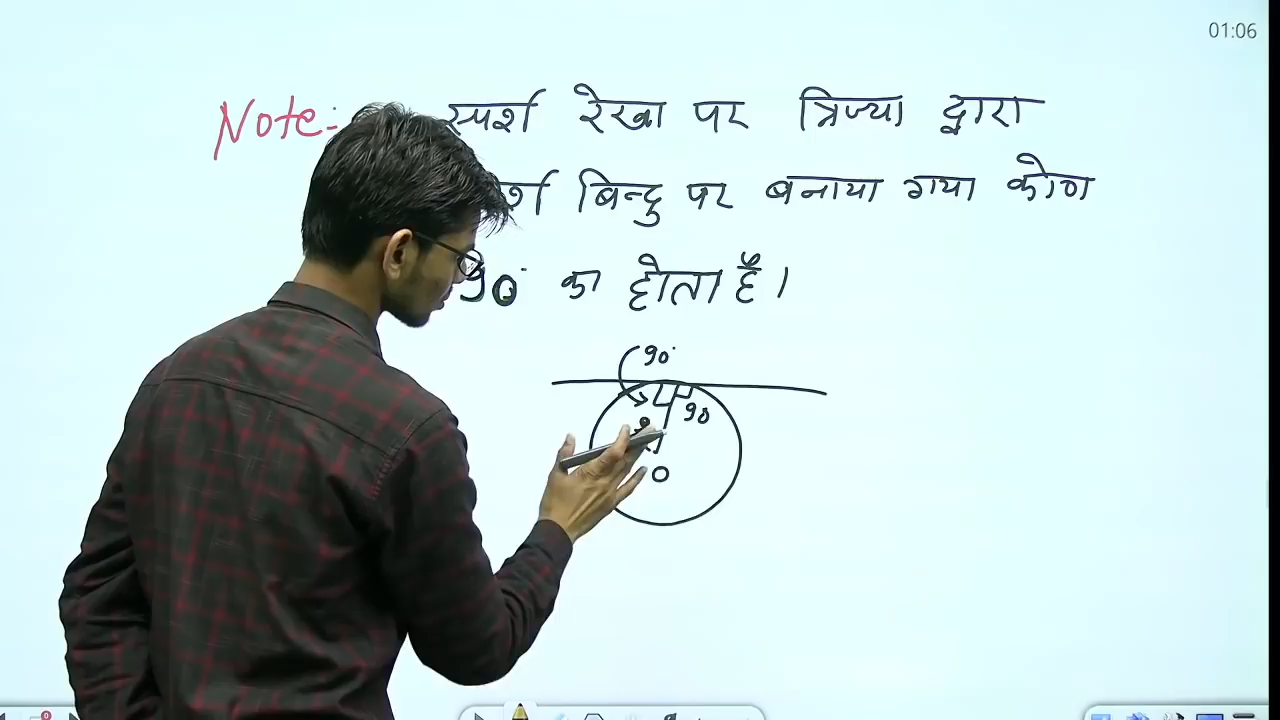 01:06
Note:- स्पर्श रेखा पर त्रिज्या द्वारा
बिन्दु पर बनाया गया कोण
90° का होता है।
90°
90
O